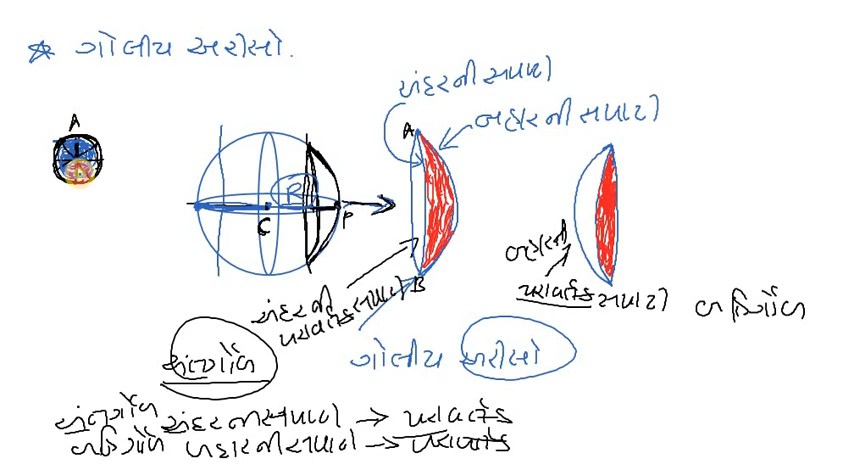 * ગોલીય અરીસો.
અંદરની સપાટી
બહારની સપાટી
A
A
R
C
P
B
અંદરની
પરાવર્તક સપાટી
બહારની
પરાવર્તક સપાટી
બહિર્ગોળ
ગોલીય અરીસો
અંતર્ગોળ
અંતર્ગોળ અંદરની સપાટી → પરાવર્તક
બહિર્ગોળ બહારની સપાટી → પરાવર્તક